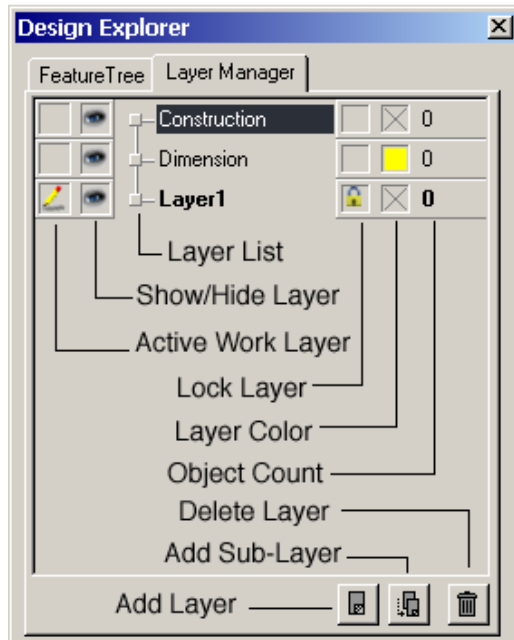 Design Explorer
FeatureTree Layer Manager
Construction 0
Dimension 0
Layer1 0
Layer List
Show/Hide Layer
Active Work Layer
Lock Layer
Layer Color
Object Count
Delete Layer
Add Sub-Layer
Add Layer